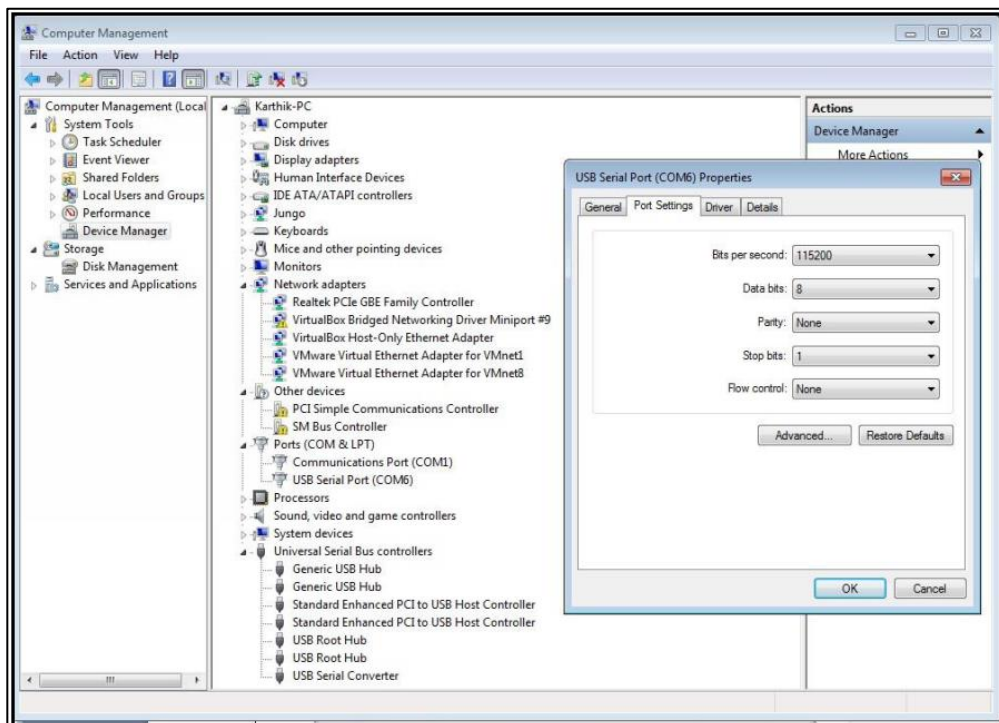 Computer Management
File Action View Help
Computer Management (Local
System Tools
Task Scheduler
Event Viewer
Shared Folders
Local Users and Groups
Performance
Device Manager
Storage
Disk Management
Services and Applications
Karthik-PC
Computer
Disk drives
Display adapters
Human Interface Devices
IDE ATA/ATAPI controllers
Jungo
Keyboards
Mice and other pointing devices
Monitors
Network adapters
Realtek PCIe GBE Family Controller
VirtualBox Bridged Networking Driver Miniport #9
VirtualBox Host-Only Ethernet Adapter
VMware Virtual Ethernet Adapter for VMnet1
VMware Virtual Ethernet Adapter for VMnet8
Other devices
PCI Simple Communications Controller
SM Bus Controller
Ports (COM & LPT)
Communications Port (COM1)
USB Serial Port (COM6)
Processors
Sound, video and game controllers
System devices
Universal Serial Bus controllers
Generic USB Hub
Generic USB Hub
Standard Enhanced PCI to USB Host Controller
Standard Enhanced PCI to USB Host Controller
USB Root Hub
USB Root Hub
USB Serial Converter
Actions
Device Manager
More Actions
USB Serial Port (COM6) Properties
General Port Settings Driver Details
Bits per second: 115200
Data bits: 8
Parity: None
Stop bits: 1
Flow control: None
Advanced... Restore Defaults
OK Cancel